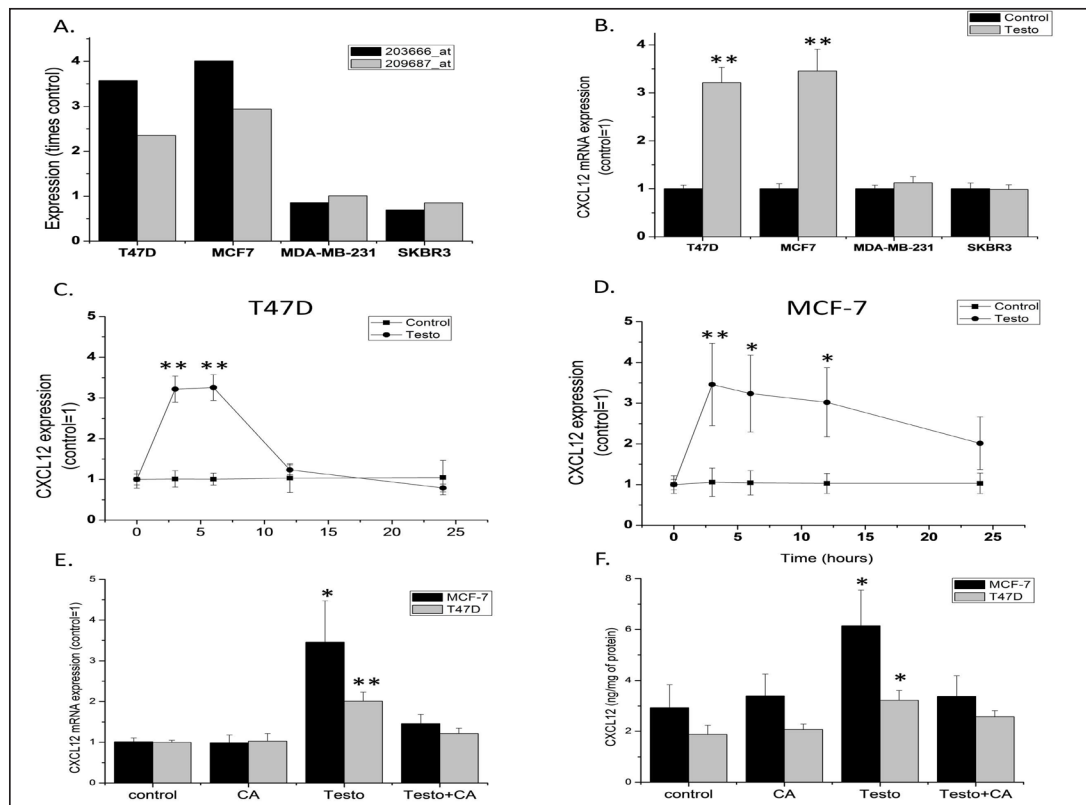 A.
203666_at
209687_at
Expression (times control)
4
3
2
1
0
T47D MCF7 MDA-MB-231 SKBR3
B.
Control
Testo
CXCL12 mRNA expression
(control=1)
4
3
2
1
0
** **
T47D MCF7 MDA-MB-231 SKBR3
C.
T47D
Control
Testo
CXCL12 expression
(control=1)
5
4
3
2
1
0
** **
0 5 10 15 20 25
D.
MCF-7
Control
Testo
CXCL12 expression
(control=1)
5
4
3
2
1
0
** * *
0 5 10 15 20 25
Time (hours)
E.
MCF-7
T47D
CXCL12 mRNA expression (control=1)
5
4
3
2
1
0
* **
control CA Testo Testo+CA
F.
MCF-7
T47D
CXCL12 (ng/mg of protein)
8
6
4
2
0
* *
control CA Testo Testo+CA